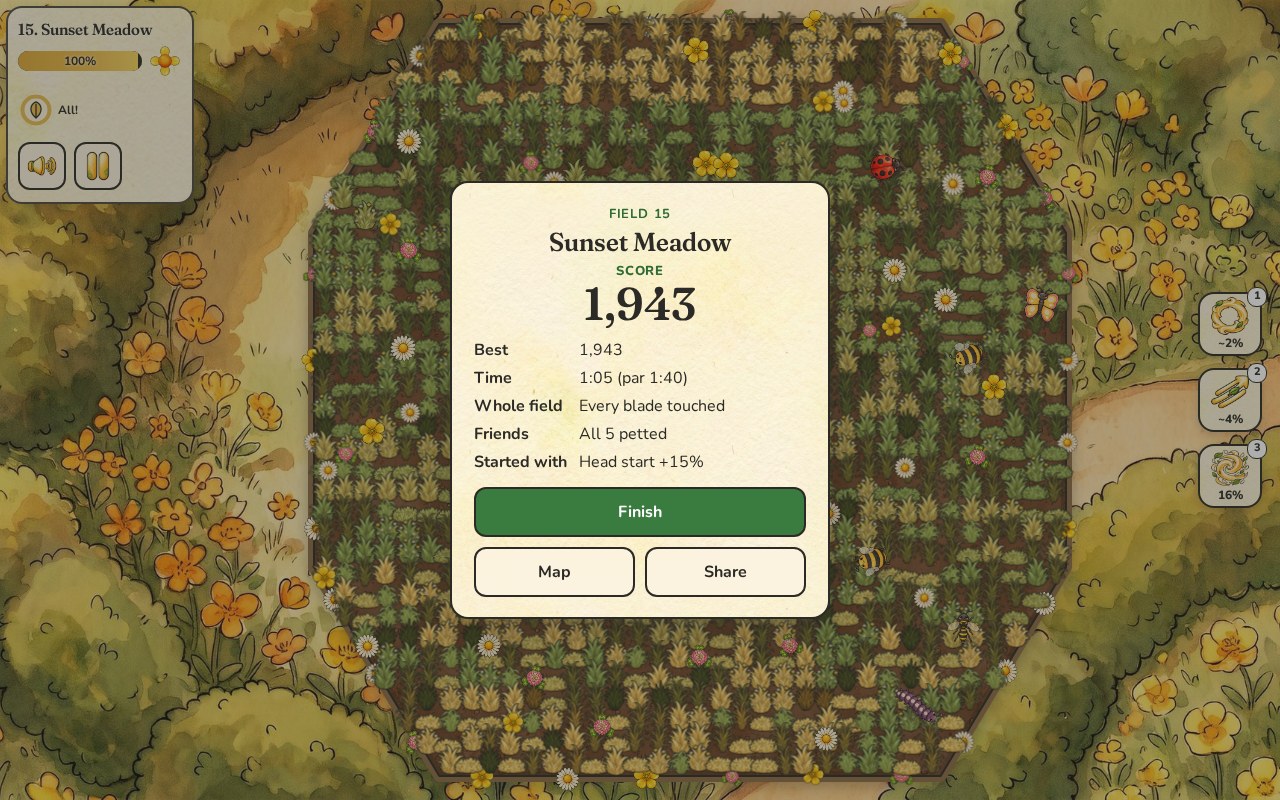 15. Sunset Meadow
100%
All!
FIELD 15
Sunset Meadow
SCORE
1,943
Best 1,943
Time 1:05 (par 1:40)
Whole field Every blade touched
Friends All 5 petted
Started with Head start +15%
Finish
Map Share
1
~2%
2
~4%
3
16%